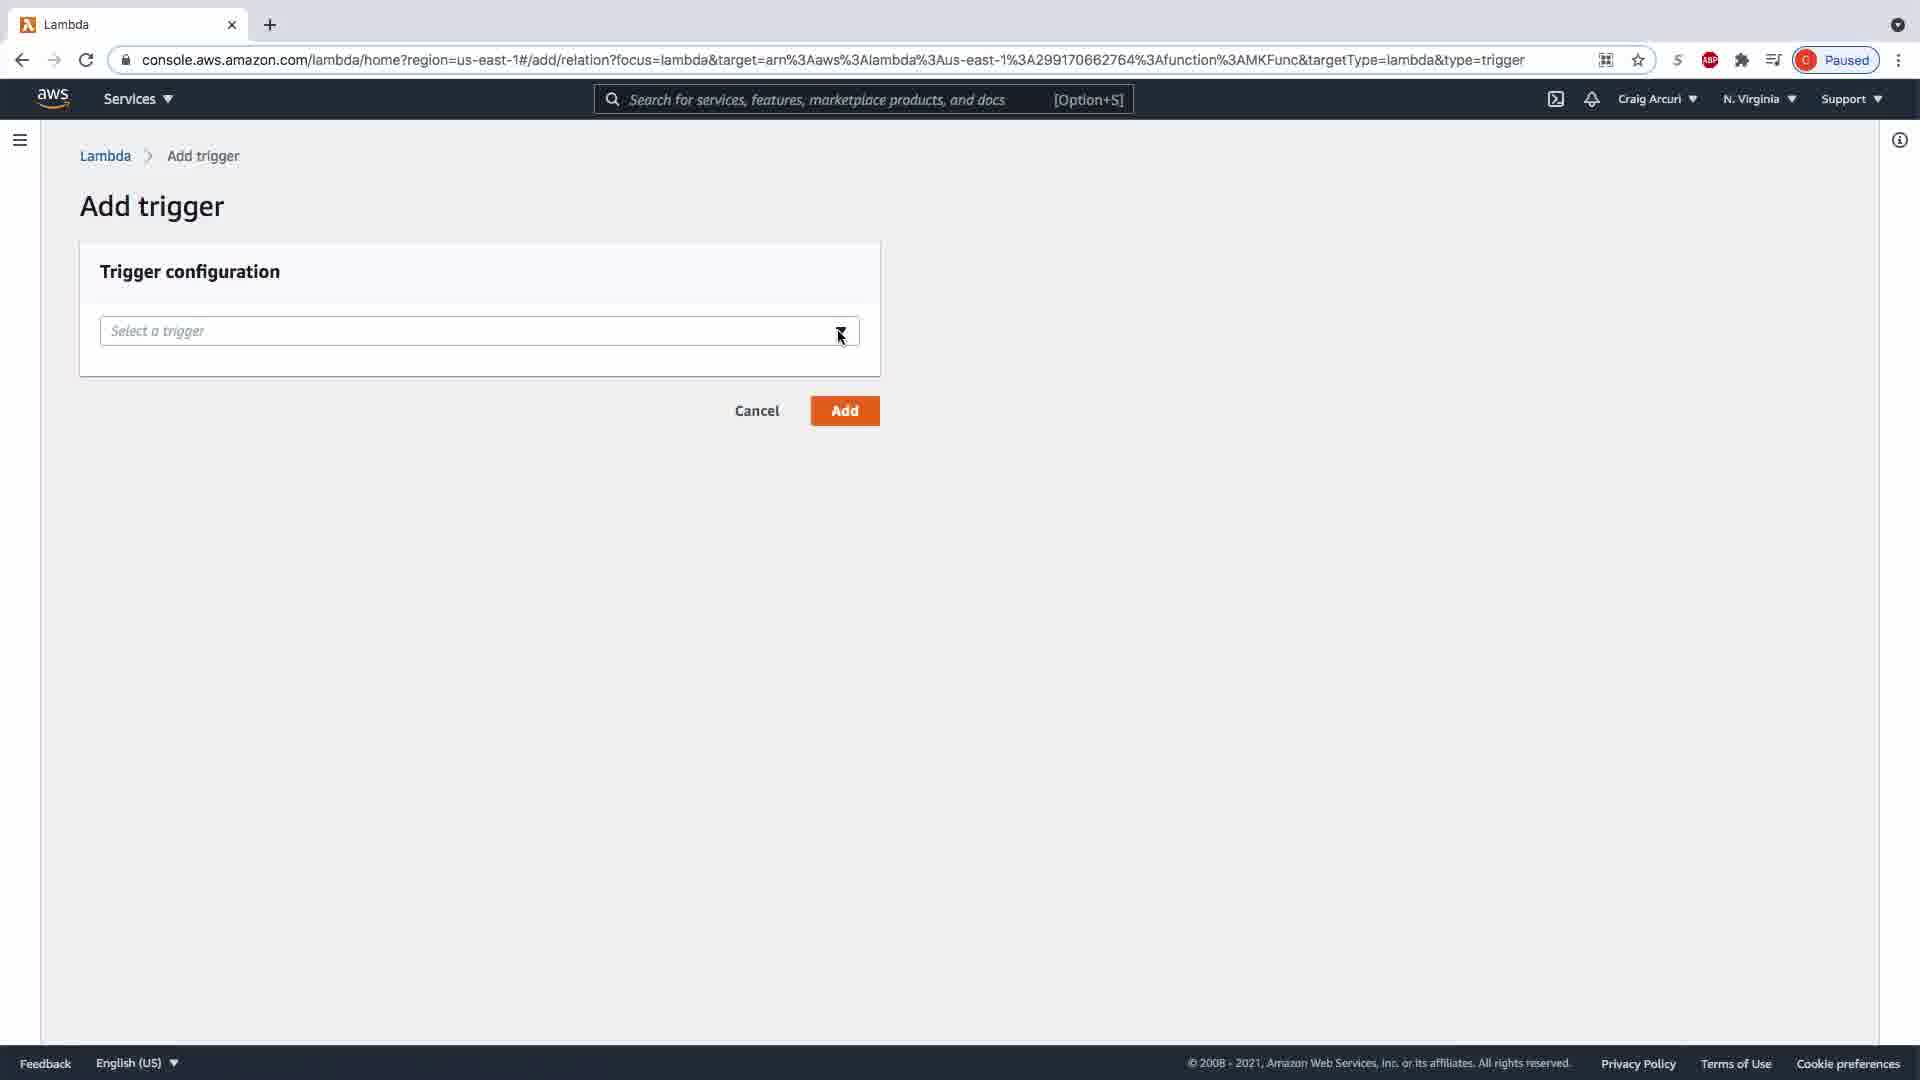 Lambda
console.aws.amazon.com/lambda/home?region=us-east-1#/add/relation?focus=lambda&target=arn%3Aaws%3Alambda%3Aus-east-1%3A299170662764%3Afunction%3AMKFunc&targetType=lambda&type=trigger
S
ABP
C Paused
aws
Services
Search for services, features, marketplace products, and docs [Option+S]
Craig Arcuri
N. Virginia
Support
Lambda > Add trigger
Add trigger
Trigger configuration
Select a trigger
Cancel
Add
Feedback
English (US)
© 2008 - 2021, Amazon Web Services, Inc. or its affiliates. All rights reserved.
Privacy Policy
Terms of Use
Cookie preferences